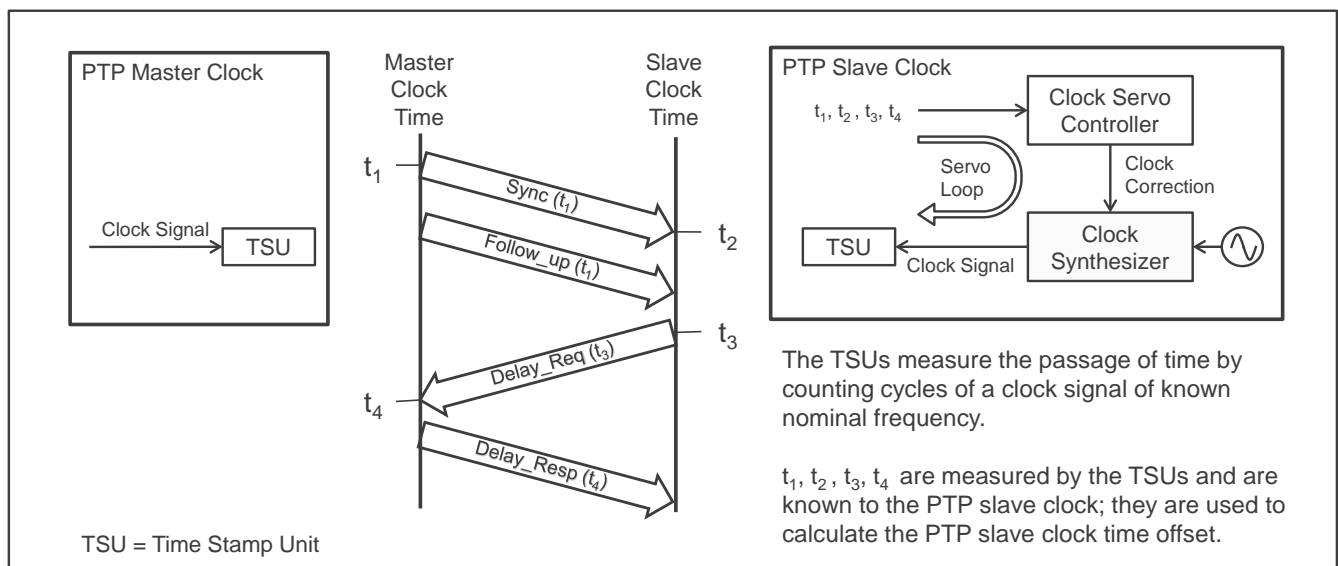 PTP Master Clock
Clock Signal
TSU
TSU = Time Stamp Unit
Master
Clock
Time
Slave
Clock
Time
t₁
Sync (t₁)
t₂
Follow_up (t₁)
t₃
Delay_Req (t₃)
t₄
Delay_Resp (t₄)
PTP Slave Clock
t₁, t₂ , t₃, t₄
Clock Servo
Controller
Servo
Loop
Clock
Correction
TSU
Clock Signal
Clock
Synthesizer
The TSUs measure the passage of time by
counting cycles of a clock signal of known
nominal frequency.
t₁, t₂ , t₃, t₄ are measured by the TSUs and are
known to the PTP slave clock; they are used to
calculate the PTP slave clock time offset.